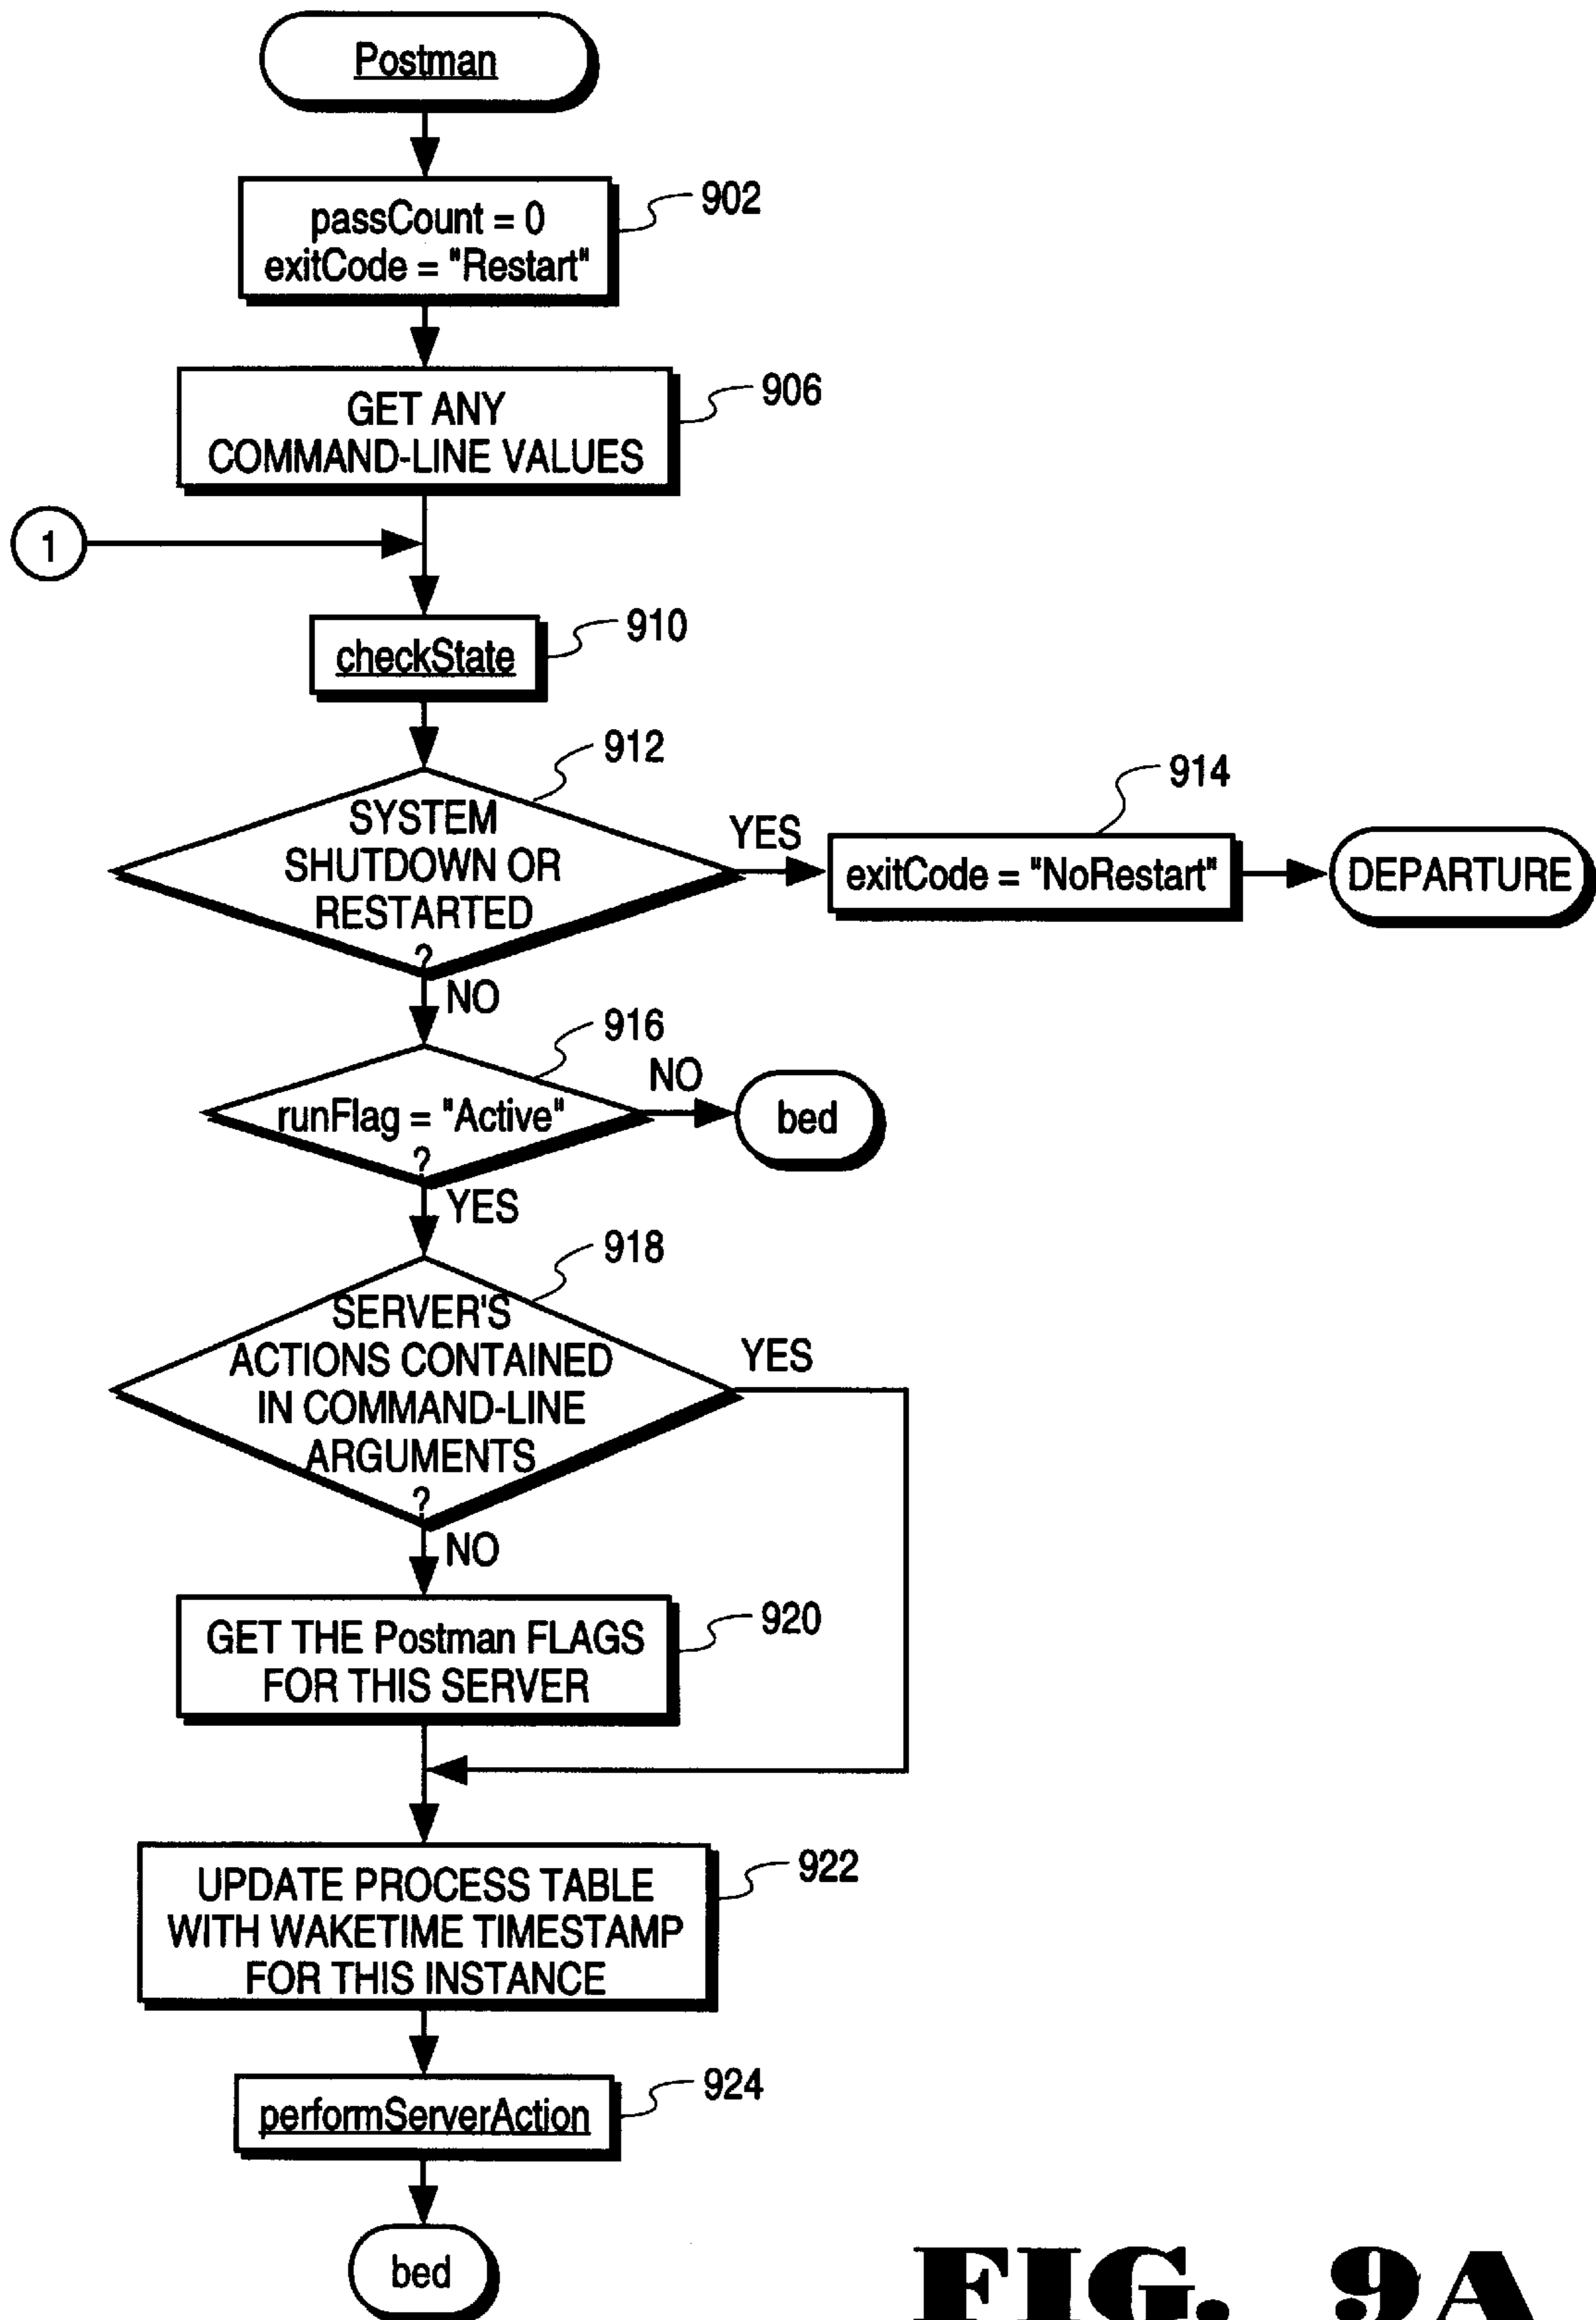 Postman
902
passCount = 0
exitCode = "Restart"
906
GET ANY
COMMAND-LINE VALUES
1
910
checkState
912
SYSTEM
SHUTDOWN OR
RESTARTED
?
YES
914
exitCode = "NoRestart"
DEPARTURE
NO
916
runFlag = "Active"
?
NO
bed
YES
918
SERVER'S
ACTIONS CONTAINED
IN COMMAND-LINE
ARGUMENTS
?
YES
NO
920
GET THE Postman FLAGS
FOR THIS SERVER
922
UPDATE PROCESS TABLE
WITH WAKETIME TIMESTAMP
FOR THIS INSTANCE
924
performServerAction
bed
FIG. 9A